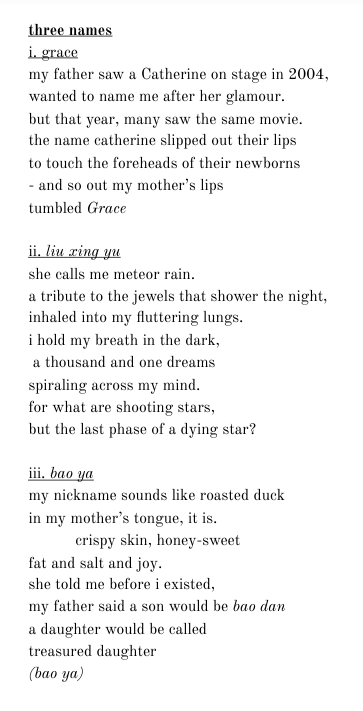 three names
i. grace
my father saw a Catherine on stage in 2004,
wanted to name me after her glamour.
but that year, many saw the same movie.
the name catherine slipped out their lips
to touch the foreheads of their newborns
- and so out my mother's lips
tumbled Grace
ii. liu xing yu
she calls me meteor rain.
a tribute to the jewels that shower the night,
inhaled into my fluttering lungs.
i hold my breath in the dark,
a thousand and one dreams
spiraling across my mind.
for what are shooting stars,
but the last phase of a dying star?
iii. bao ya
my nickname sounds like roasted duck
in my mother's tongue, it is.
crispy skin, honey-sweet
fat and salt and joy.
she told me before i existed,
my father said a son would be bao dan
a daughter would be called
treasured daughter
(bao ya)